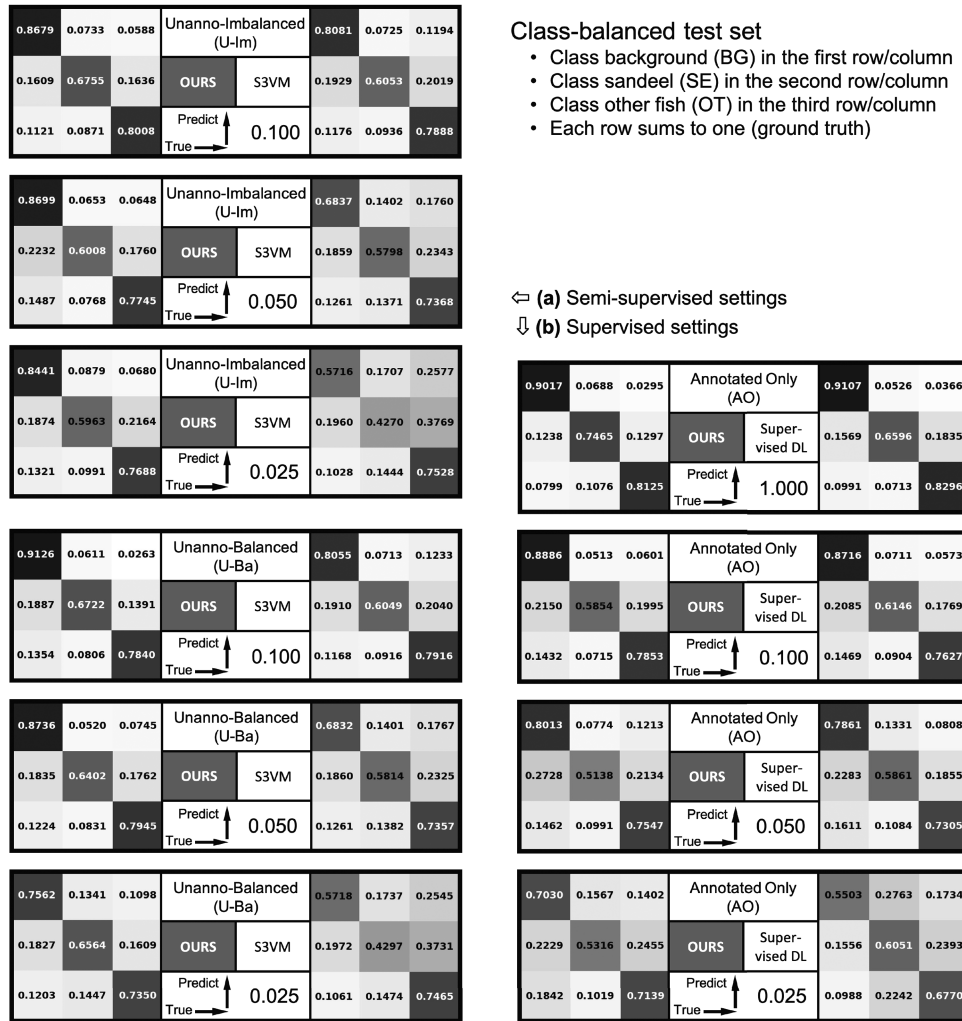 0.8679 0.0733 0.0588 Unanno-Imbalanced 0.8081 0.0725 0.1194
(U-Im)
0.1609 0.6755 0.1636 OURS S3VM 0.1929 0.6053 0.2019
Predict
0.1121 0.0871 0.8008 0.100 0.1176 0.0936 0.7888
True
0.8699 0.0653 0.0648 Unanno-Imbalanced 0.6837 0.1402 0.1760
(U-Im)
0.2232 0.6008 0.1760 OURS S3VM 0.1859 0.5798 0.2343
Predict
0.1487 0.0768 0.7745 0.050 0.1261 0.1371 0.7368
True
0.8441 0.0879 0.0680 Unanno-Imbalanced 0.5716 0.1707 0.2577
(U-Im)
0.1874 0.5963 0.2164 OURS S3VM 0.1960 0.4270 0.3769
Predict
0.1321 0.0991 0.7688 0.025 0.1028 0.1444 0.7528
True
0.9126 0.0611 0.0263 Unanno-Balanced 0.8055 0.0713 0.1233
(U-Ba)
0.1887 0.6722 0.1391 OURS S3VM 0.1910 0.6049 0.2040
Predict
0.1354 0.0806 0.7840 0.100 0.1168 0.0916 0.7916
True
0.8736 0.0520 0.0745 Unanno-Balanced 0.6832 0.1401 0.1767
(U-Ba)
0.1835 0.6402 0.1762 OURS S3VM 0.1860 0.5814 0.2325
Predict
0.1224 0.0831 0.7945 0.050 0.1261 0.1382 0.7357
True
0.7562 0.1341 0.1098 Unanno-Balanced 0.5718 0.1737 0.2545
(U-Ba)
0.1827 0.6564 0.1609 OURS S3VM 0.1972 0.4297 0.3731
Predict
0.1203 0.1447 0.7350 0.025 0.1061 0.1474 0.7465
True
Class-balanced test set
• Class background (BG) in the first row/column
• Class sandeel (SE) in the second row/column
• Class other fish (OT) in the third row/column
• Each row sums to one (ground truth)
⇦ (a) Semi-supervised settings
⇩ (b) Supervised settings
0.9017 0.0688 0.0295 Annotated Only 0.9107 0.0526 0.0366
(AO)
0.1238 0.7465 0.1297 OURS Super- 0.1569 0.6596 0.1835
vised DL
Predict
0.0799 0.1076 0.8125 1.000 0.0991 0.0713 0.8296
True
0.8886 0.0513 0.0601 Annotated Only 0.8716 0.0711 0.0573
(AO)
0.2150 0.5854 0.1995 OURS Super- 0.2085 0.6146 0.1769
vised DL
Predict
0.1432 0.0715 0.7853 0.100 0.1469 0.0904 0.7627
True
0.8013 0.0774 0.1213 Annotated Only 0.7861 0.1331 0.0808
(AO)
0.2728 0.5138 0.2134 OURS Super- 0.2283 0.5861 0.1855
vised DL
Predict
0.1462 0.0991 0.7547 0.050 0.1611 0.1084 0.7305
True
0.7030 0.1567 0.1402 Annotated Only 0.5503 0.2763 0.1734
(AO)
0.2229 0.5316 0.2455 OURS Super- 0.1556 0.6051 0.2393
vised DL
Predict
0.1842 0.1019 0.7139 0.025 0.0988 0.2242 0.6770
True